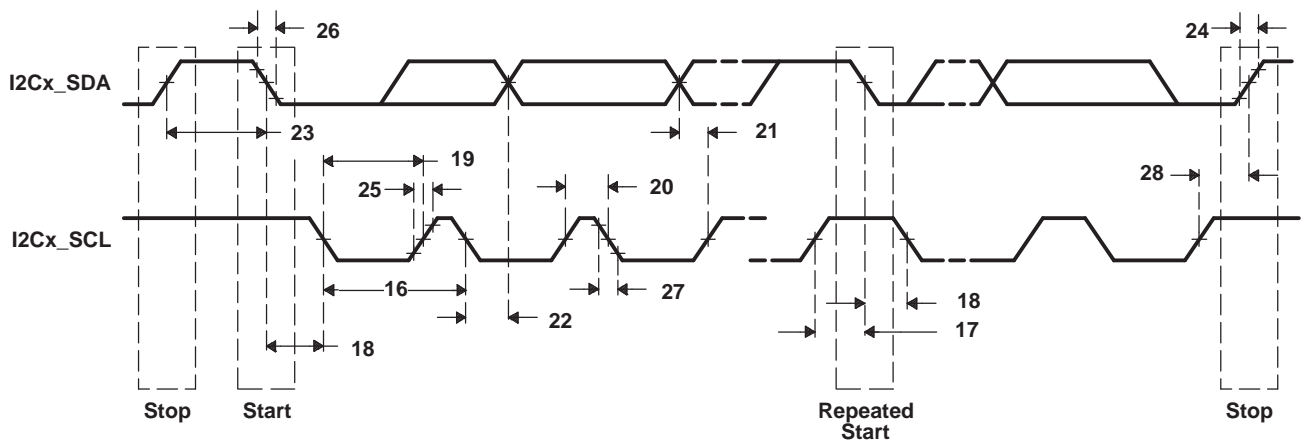 26
24
I2Cx_SDA
23
21
19
25
20
28
I2Cx_SCL
16
27
18
22
17
18
Stop
Start
Repeated
Start
Stop